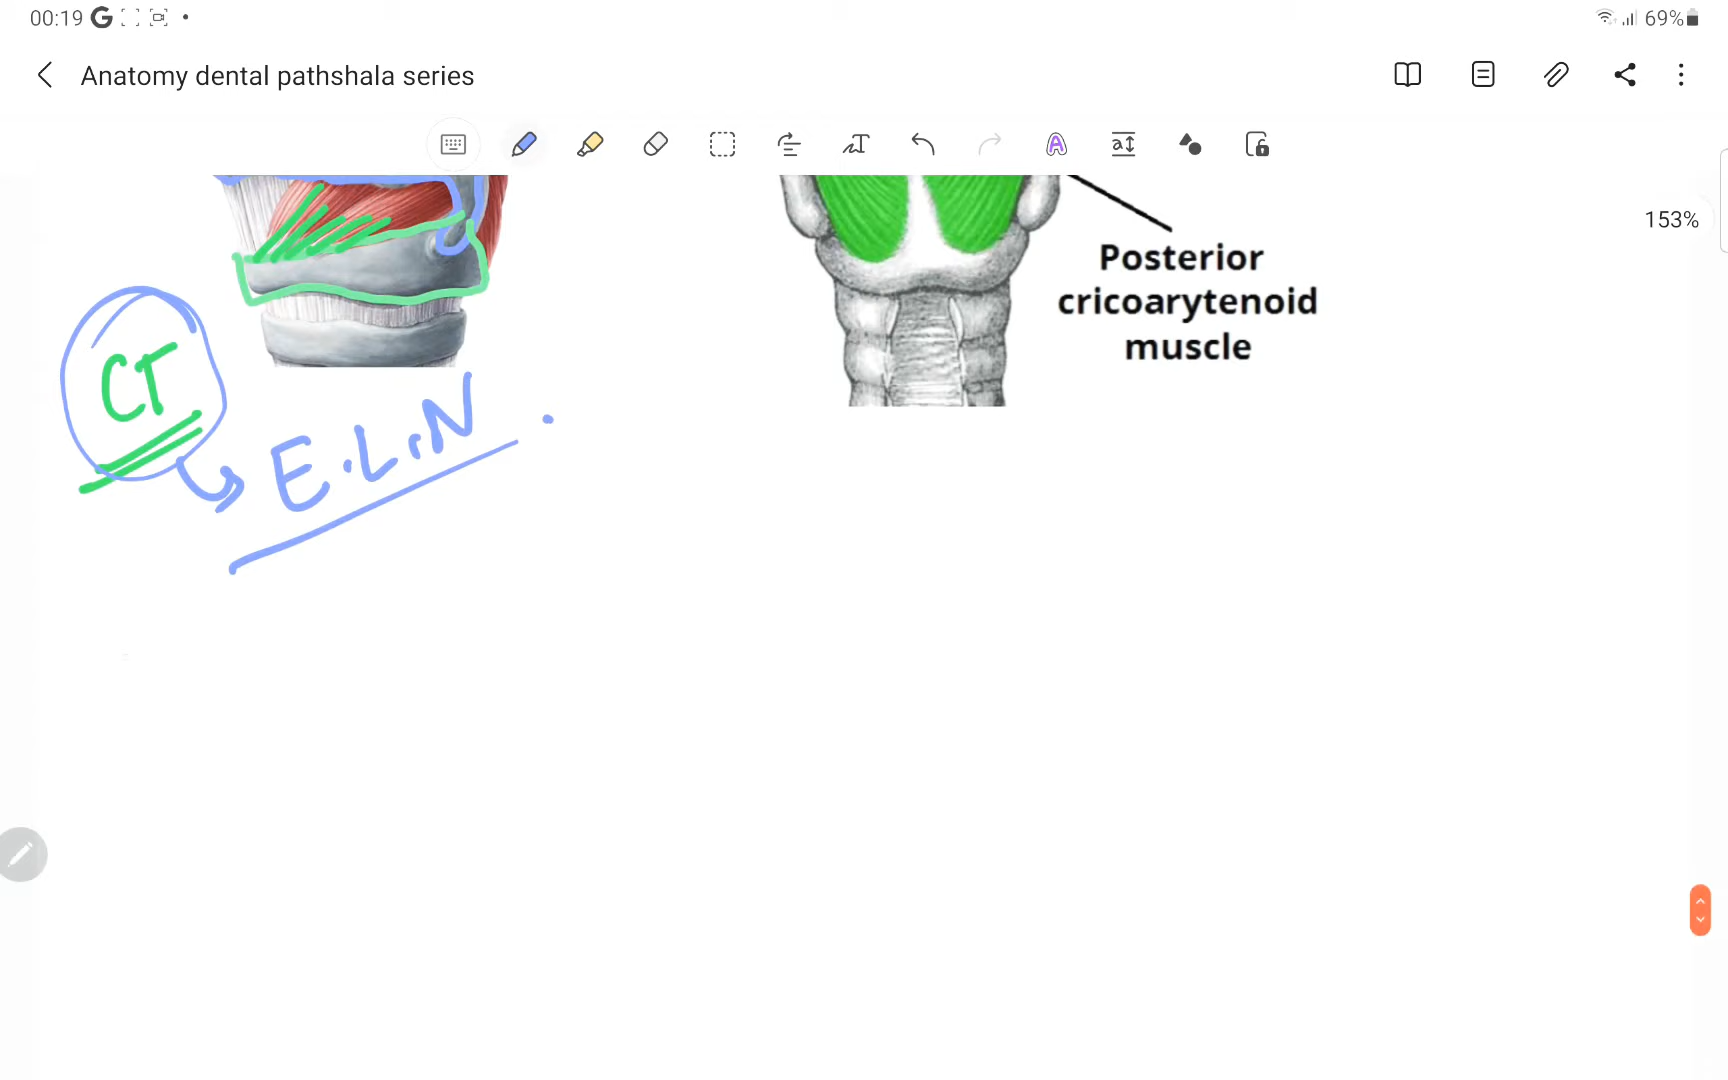 00:19 G 69%
Anatomy dental pathshala series
153%
Posterior
cricoarytenoid
muscle
CT
E.L.N